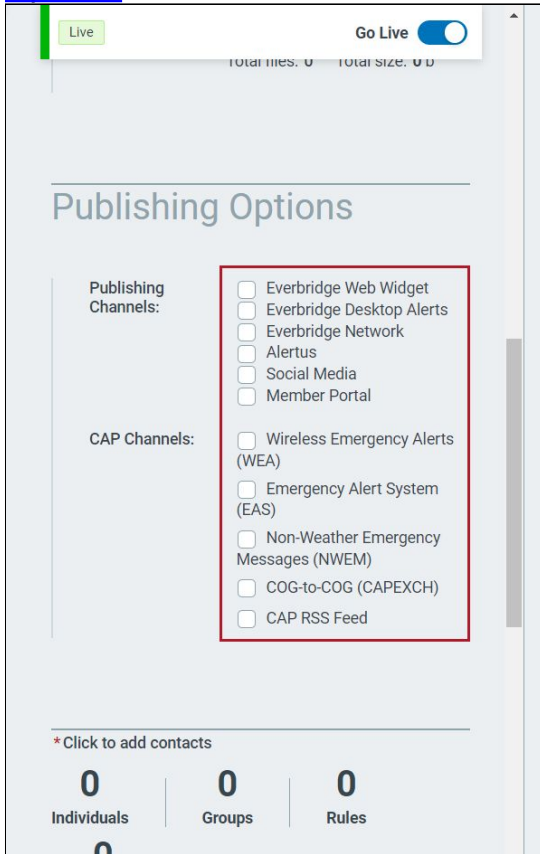 Live
Go Live
Total files: 0 Total size: 0 b
Publishing Options
Publishing
Channels:
Everbridge Web Widget
Everbridge Desktop Alerts
Everbridge Network
Alertus
Social Media
Member Portal
CAP Channels:
Wireless Emergency Alerts
(WEA)
Emergency Alert System
(EAS)
Non-Weather Emergency
Messages (NWEM)
COG-to-COG (CAPEXCH)
CAP RSS Feed
*Click to add contacts
0 0 0
Individuals Groups Rules
0